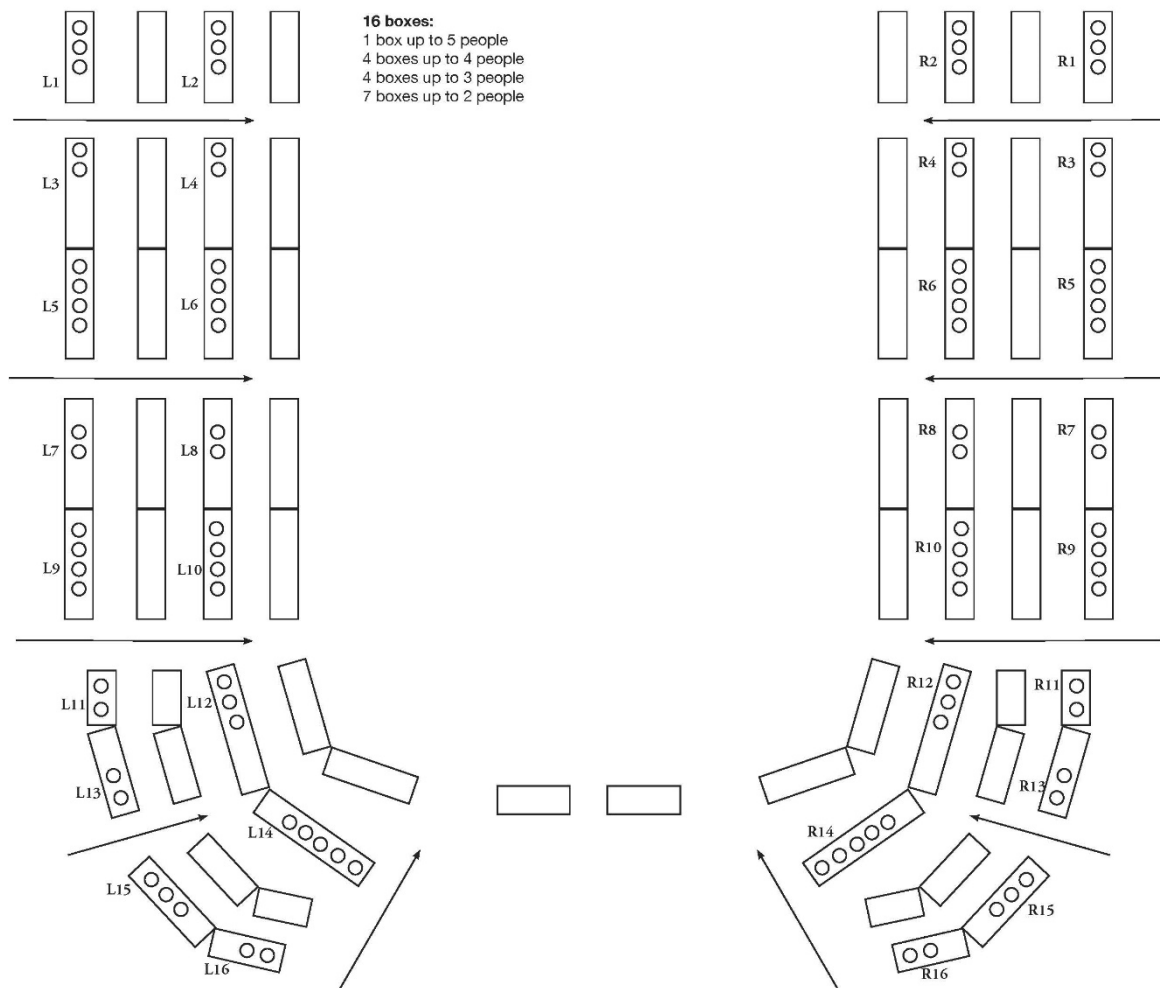 16 boxes:
1 box up to 5 people
4 boxes up to 4 people
4 boxes up to 3 people
7 boxes up to 2 people
L1
L2
R2
R1
L3
L4
R4
R3
L5
L6
R6
R5
L7
L8
R8
R7
L9
L10
R10
R9
L11
L12
R12
R11
L13
R13
L14
R14
L15
R15
L16
R16